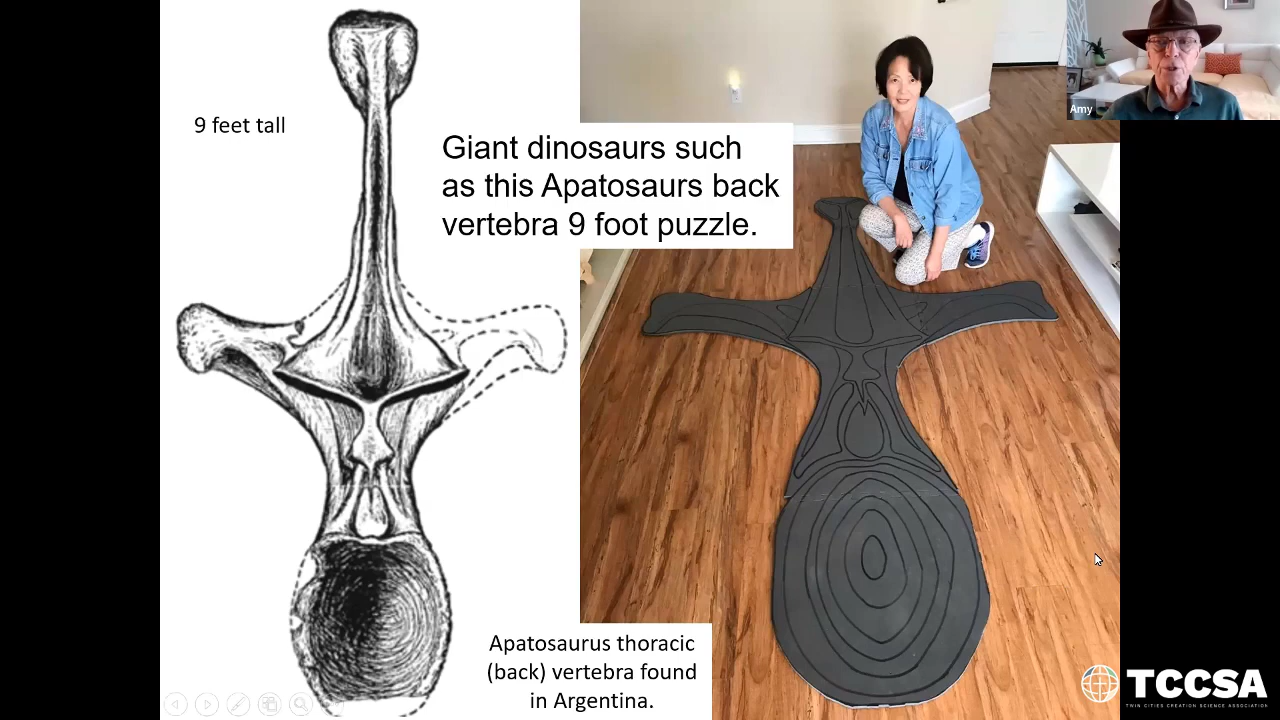 9 feet tall
Giant dinosaurs such
as this Apatosaurs back
vertebra 9 foot puzzle.
Apatosaurus thoracic
(back) vertebra found
in Argentina.
Amy
TCCSA
TWIN CITIES CREATION SCIENCE ASSOCIATION